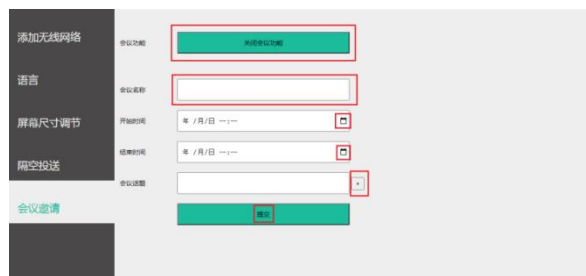 添加无线网络
语言
屏幕尺寸调节
隔空投送
会议邀请
会议功能
关闭会议功能
会议名称
开始时间
年 /月/日 --:--
结束时间
年 /月/日 --:--
会议话题
+
提交